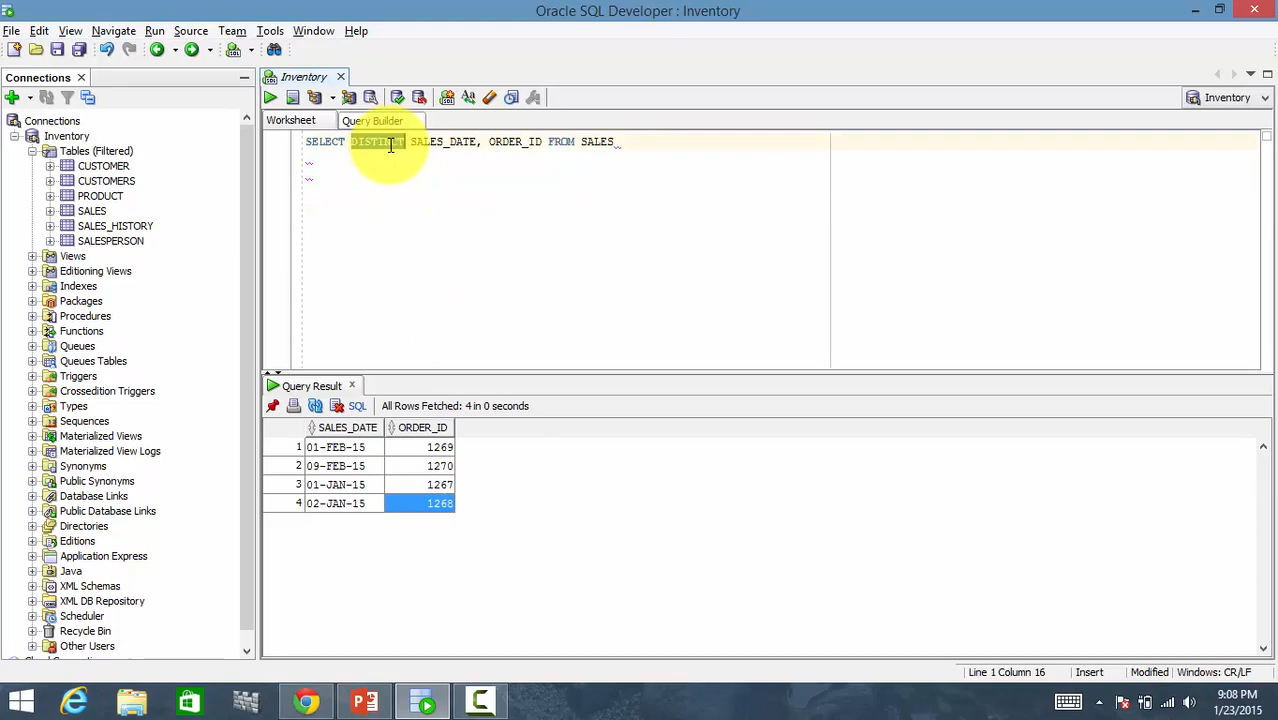 Oracle SQL Developer : Inventory
File Edit View Navigate Run Source Team Tools Window Help
Connections
Inventory
Inventory
Worksheet Query Builder
SELECT DISTINCT SALES_DATE, ORDER_ID FROM SALES
Connections
Inventory
Tables (Filtered)
CUSTOMER
CUSTOMERS
PRODUCT
SALES
SALES_HISTORY
SALESPERSON
Views
Editioning Views
Indexes
Packages
Procedures
Functions
Queues
Queues Tables
Triggers
Crossedition Triggers
Types
Sequences
Materialized Views
Materialized View Logs
Synonyms
Public Synonyms
Database Links
Public Database Links
Directories
Editions
Application Express
Java
XML Schemas
XML DB Repository
Scheduler
Recycle Bin
Other Users
Query Result
SQL All Rows Fetched: 4 in 0 seconds
SALES_DATE ORDER_ID
1 01-FEB-15 1269
2 09-FEB-15 1270
3 01-JAN-15 1267
4 02-JAN-15 1268
Line 1 Column 16 Insert Modified Windows: CR/LF
9:08 PM
1/23/2015